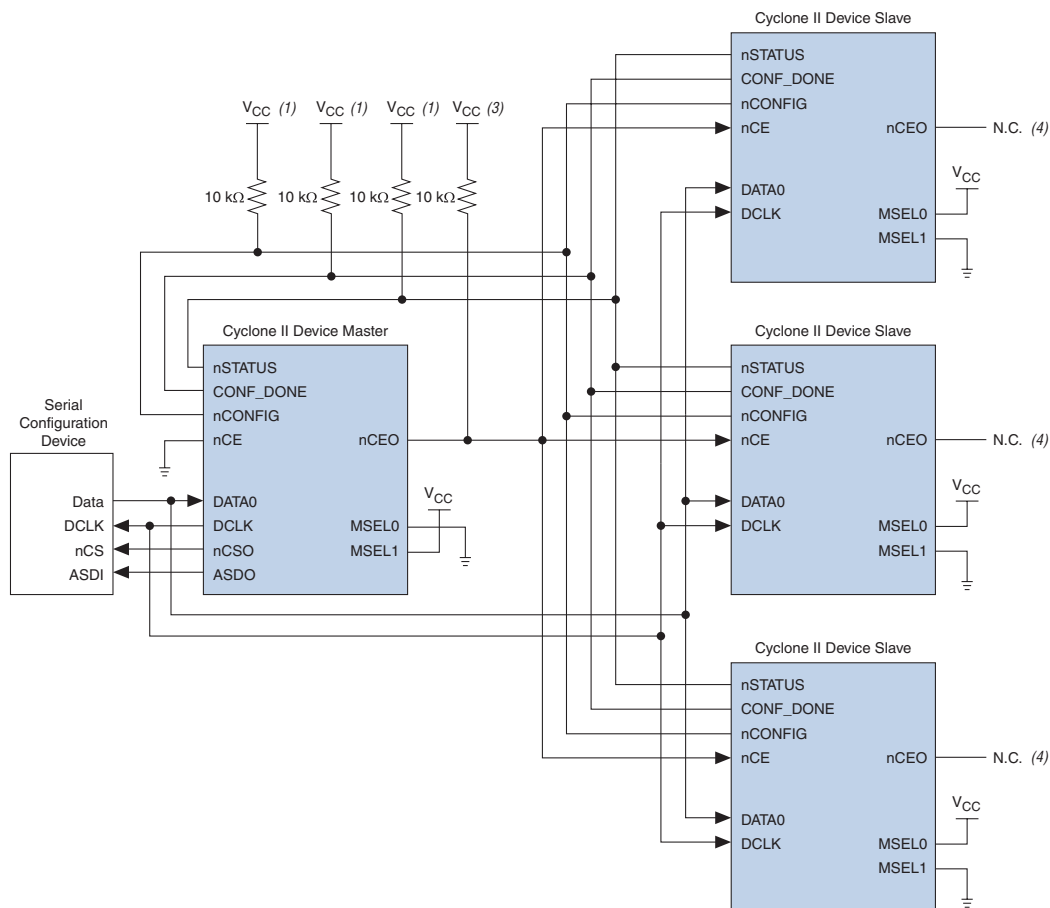 Cyclone II Device Slave
nSTATUS
CONF_DONE
nCONFIG
nCE
nCEO
N.C. (4)
DATA0
DCLK
VCC
MSEL0
MSEL1
VCC (1)
VCC (1)
VCC (1)
VCC (3)
10 kΩ
10 kΩ
10 kΩ
10 kΩ
Cyclone II Device Master
nSTATUS
CONF_DONE
nCONFIG
nCE
nCEO
DATA0
DCLK
nCSO
ASDO
VCC
MSEL0
MSEL1
Serial
Configuration
Device
Data
DCLK
nCS
ASDI
Cyclone II Device Slave
nSTATUS
CONF_DONE
nCONFIG
nCE
nCEO
N.C. (4)
DATA0
DCLK
VCC
MSEL0
MSEL1
Cyclone II Device Slave
nSTATUS
CONF_DONE
nCONFIG
nCE
nCEO
N.C. (4)
DATA0
DCLK
VCC
MSEL0
MSEL1